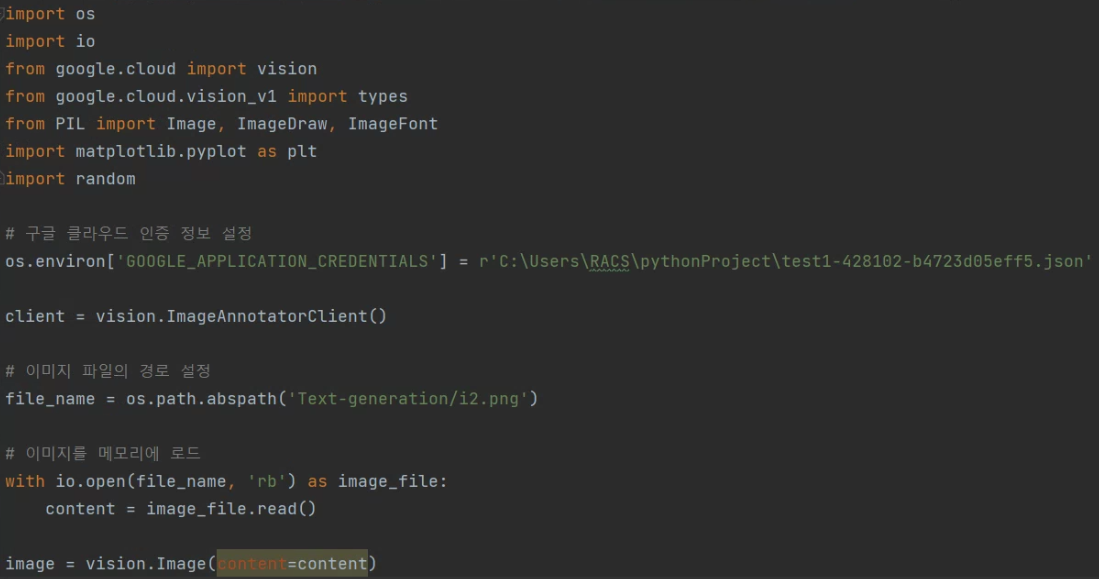 import os
import io
from google.cloud import vision
from google.cloud.vision_v1 import types
from PIL import Image, ImageDraw, ImageFont
import matplotlib.pyplot as plt
import random
# 구글 클라우드 인증 정보 설정
os.environ['GOOGLE_APPLICATION_CREDENTIALS'] = r'C:\Users\RACS\pythonProject\test1-428102-b4723d05eff5.json'
client = vision.ImageAnnotatorClient()
# 이미지 파일의 경로 설정
file_name = os.path.abspath('Text-generation/i2.png')
# 이미지를 메모리에 로드
with io.open(file_name, 'rb') as image_file:
    content = image_file.read()
image = vision.Image(content=content)